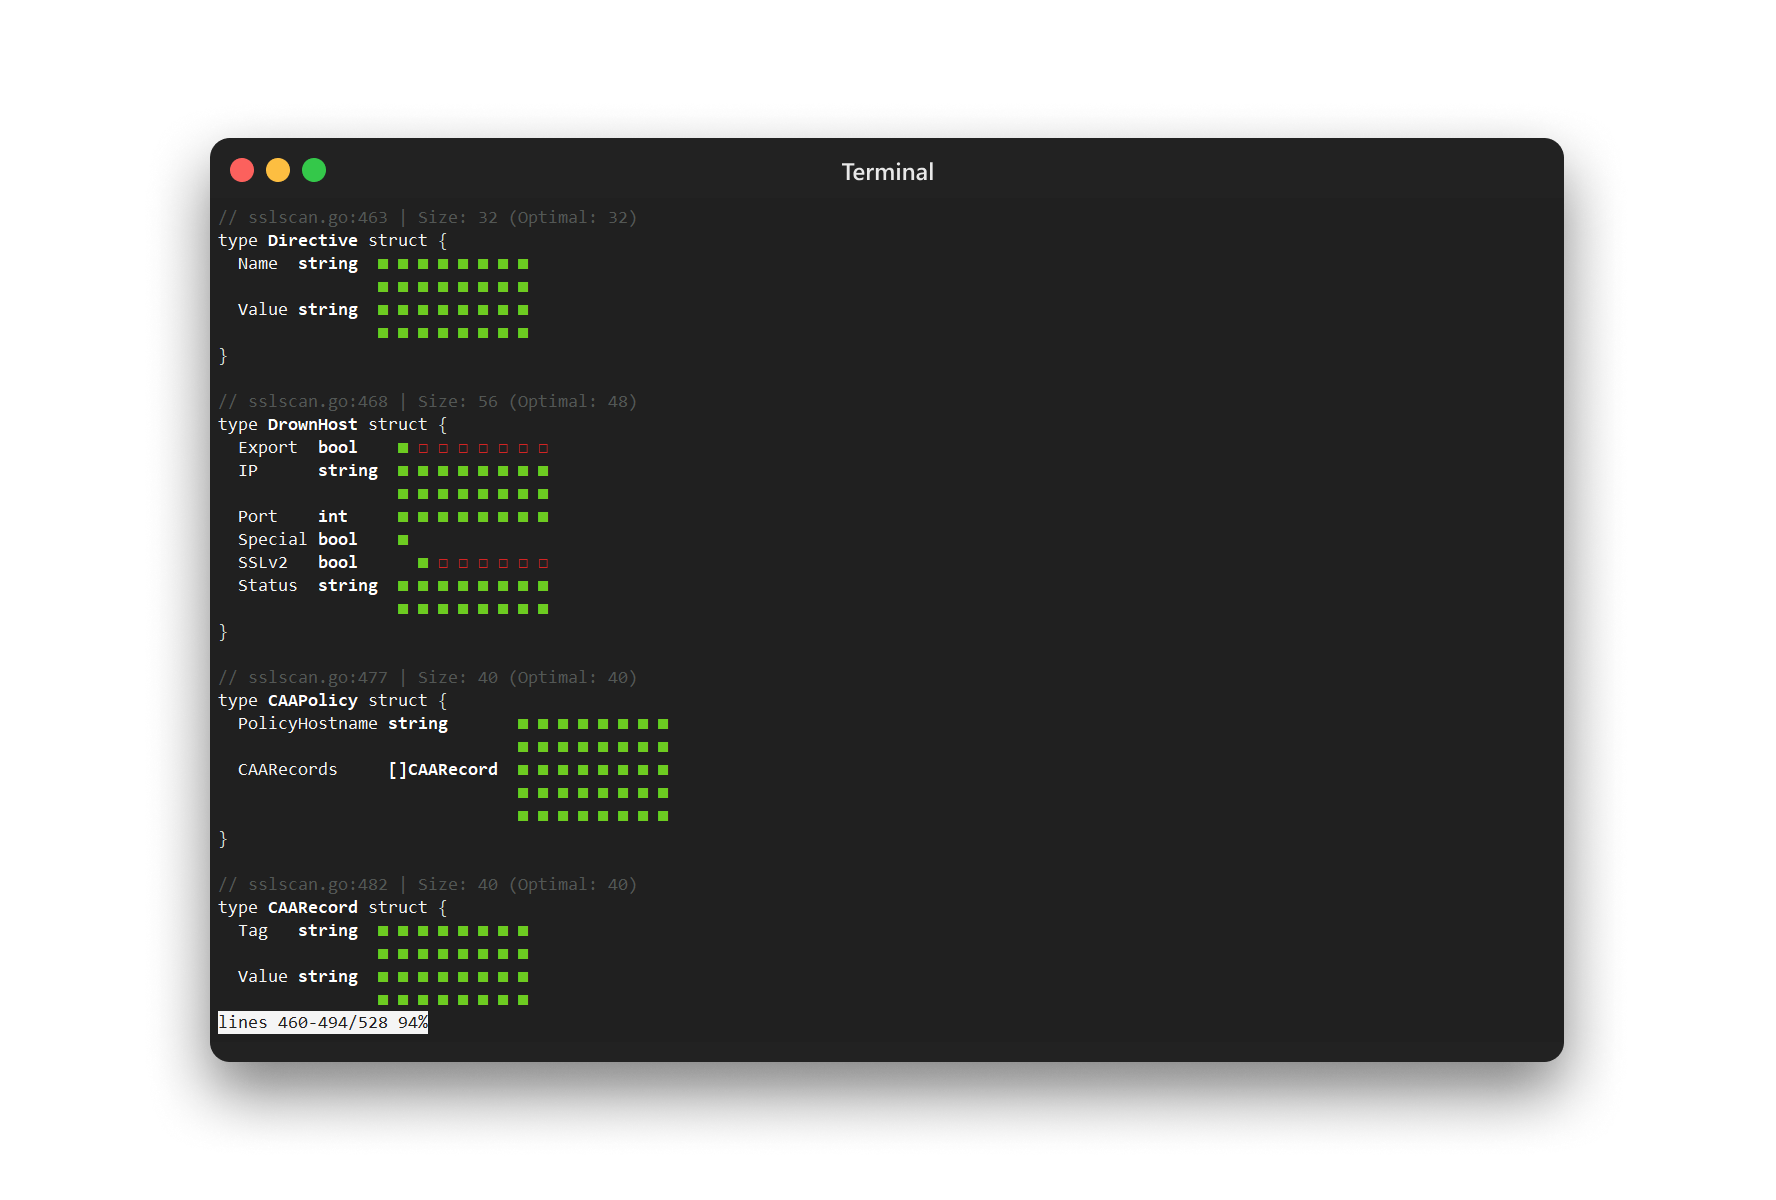 Terminal
// sslscan.go:463 | Size: 32 (Optimal: 32)
type Directive struct {
Name string
Value string
}
// sslscan.go:468 | Size: 56 (Optimal: 48)
type DrownHost struct {
Export bool
IP string
Port int
Special bool
SSLv2 bool
Status string
}
// sslscan.go:477 | Size: 40 (Optimal: 40)
type CAAPolicy struct {
PolicyHostname string
CAARecords []CAARecord
}
// sslscan.go:482 | Size: 40 (Optimal: 40)
type CAARecord struct {
Tag string
Value string
lines 460-494/528 94%